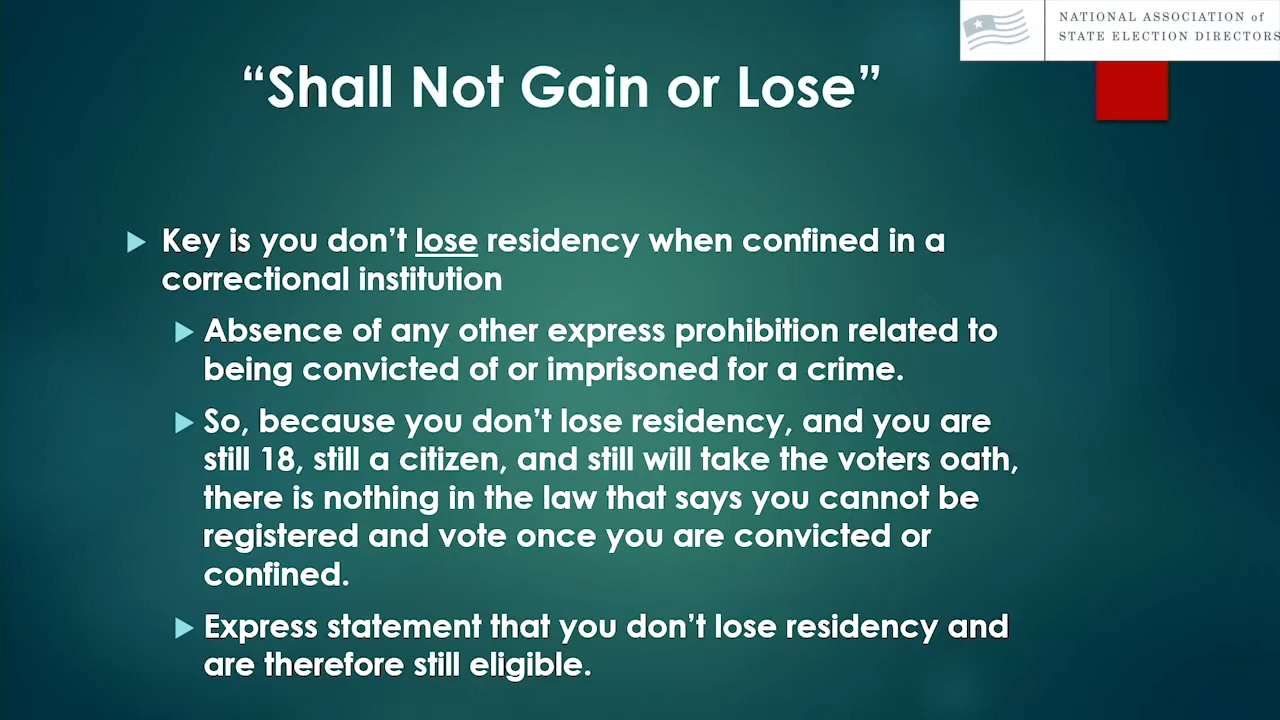 NATIONAL ASSOCIATION of
STATE ELECTION DIRECTORS
“Shall Not Gain or Lose”
Key is you don’t lose residency when confined in a
correctional institution
Absence of any other express prohibition related to
being convicted of or imprisoned for a crime.
So, because you don’t lose residency, and you are
still 18, still a citizen, and still will take the voters oath,
there is nothing in the law that says you cannot be
registered and vote once you are convicted or
confined.
Express statement that you don’t lose residency and
are therefore still eligible.